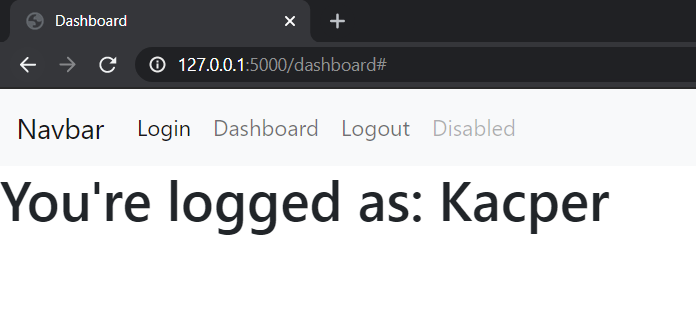 Dashboard
127.0.0.1:5000/dashboard#
Navbar Login Dashboard Logout Disabled
You're logged as: Kacper